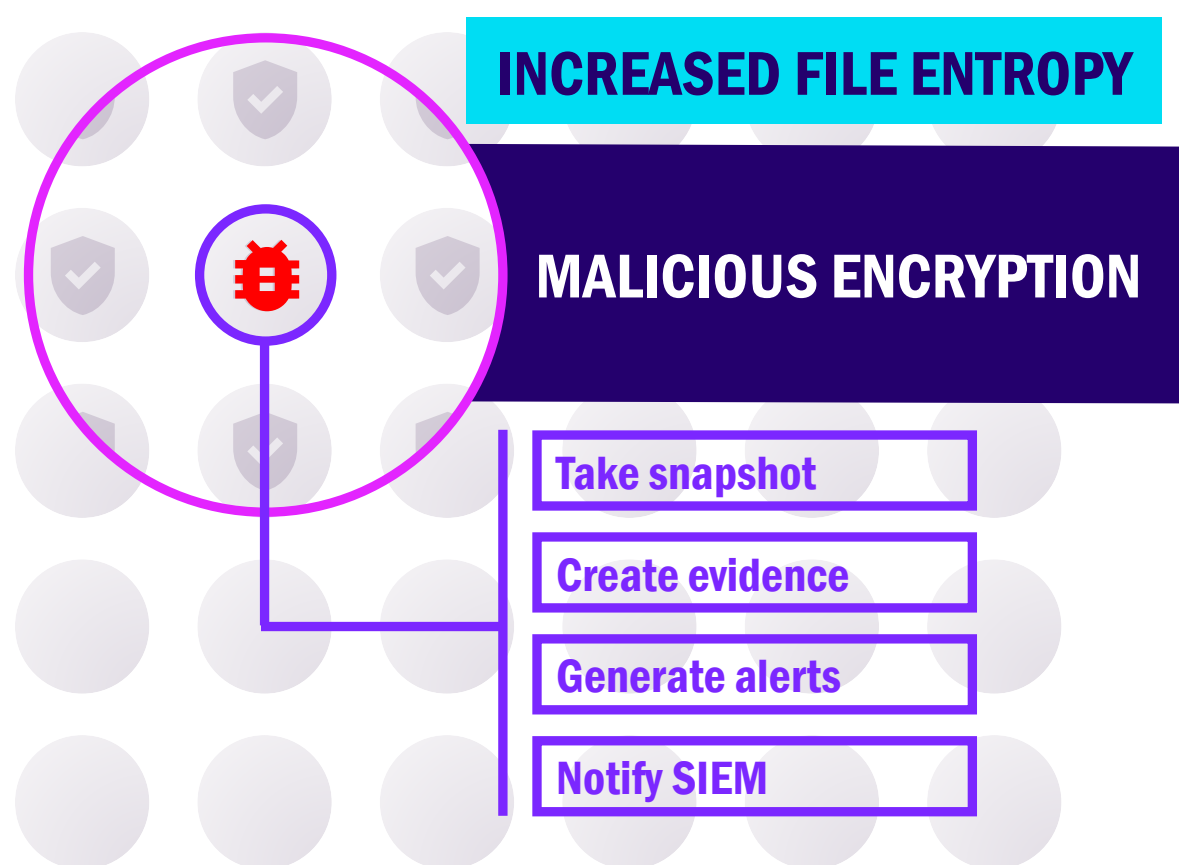 INCREASED FILE ENTROPY
MALICIOUS ENCRYPTION
Take snapshot
Create evidence
Generate alerts
Notify SIEM